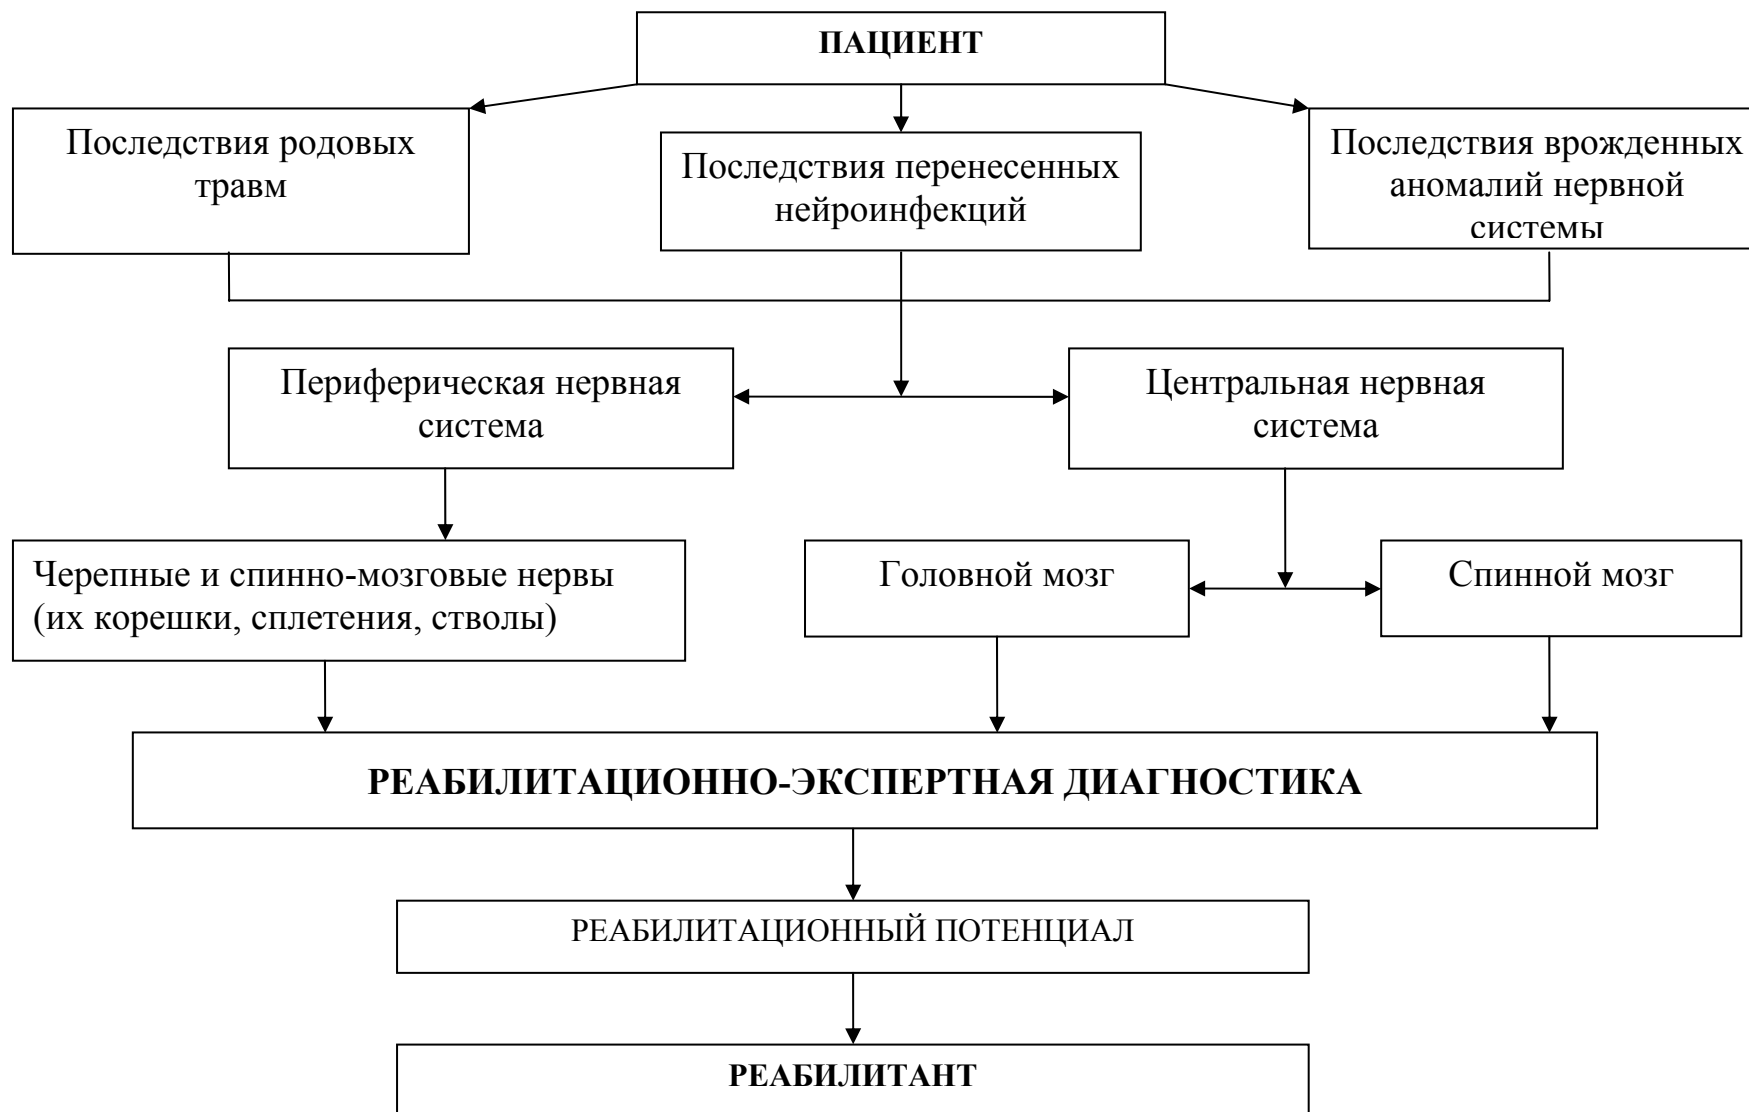 ПАЦИЕНТ
Последствия родовых
травм
Последствия перенесенных
нейроинфекций
Последствия врожденных
аномалий нервной
системы
Периферическая нервная
система
Центральная нервная
система
Черепные и спинно-мозговые нервы
(их корешки, сплетения, стволы)
Головной мозг
Спинной мозг
РЕАБИЛИТАЦИОННО-ЭКСПЕРТНАЯ ДИАГНОСТИКА
РЕАБИЛИТАЦИОННЫЙ ПОТЕНЦИАЛ
РЕАБИЛИТАНТ